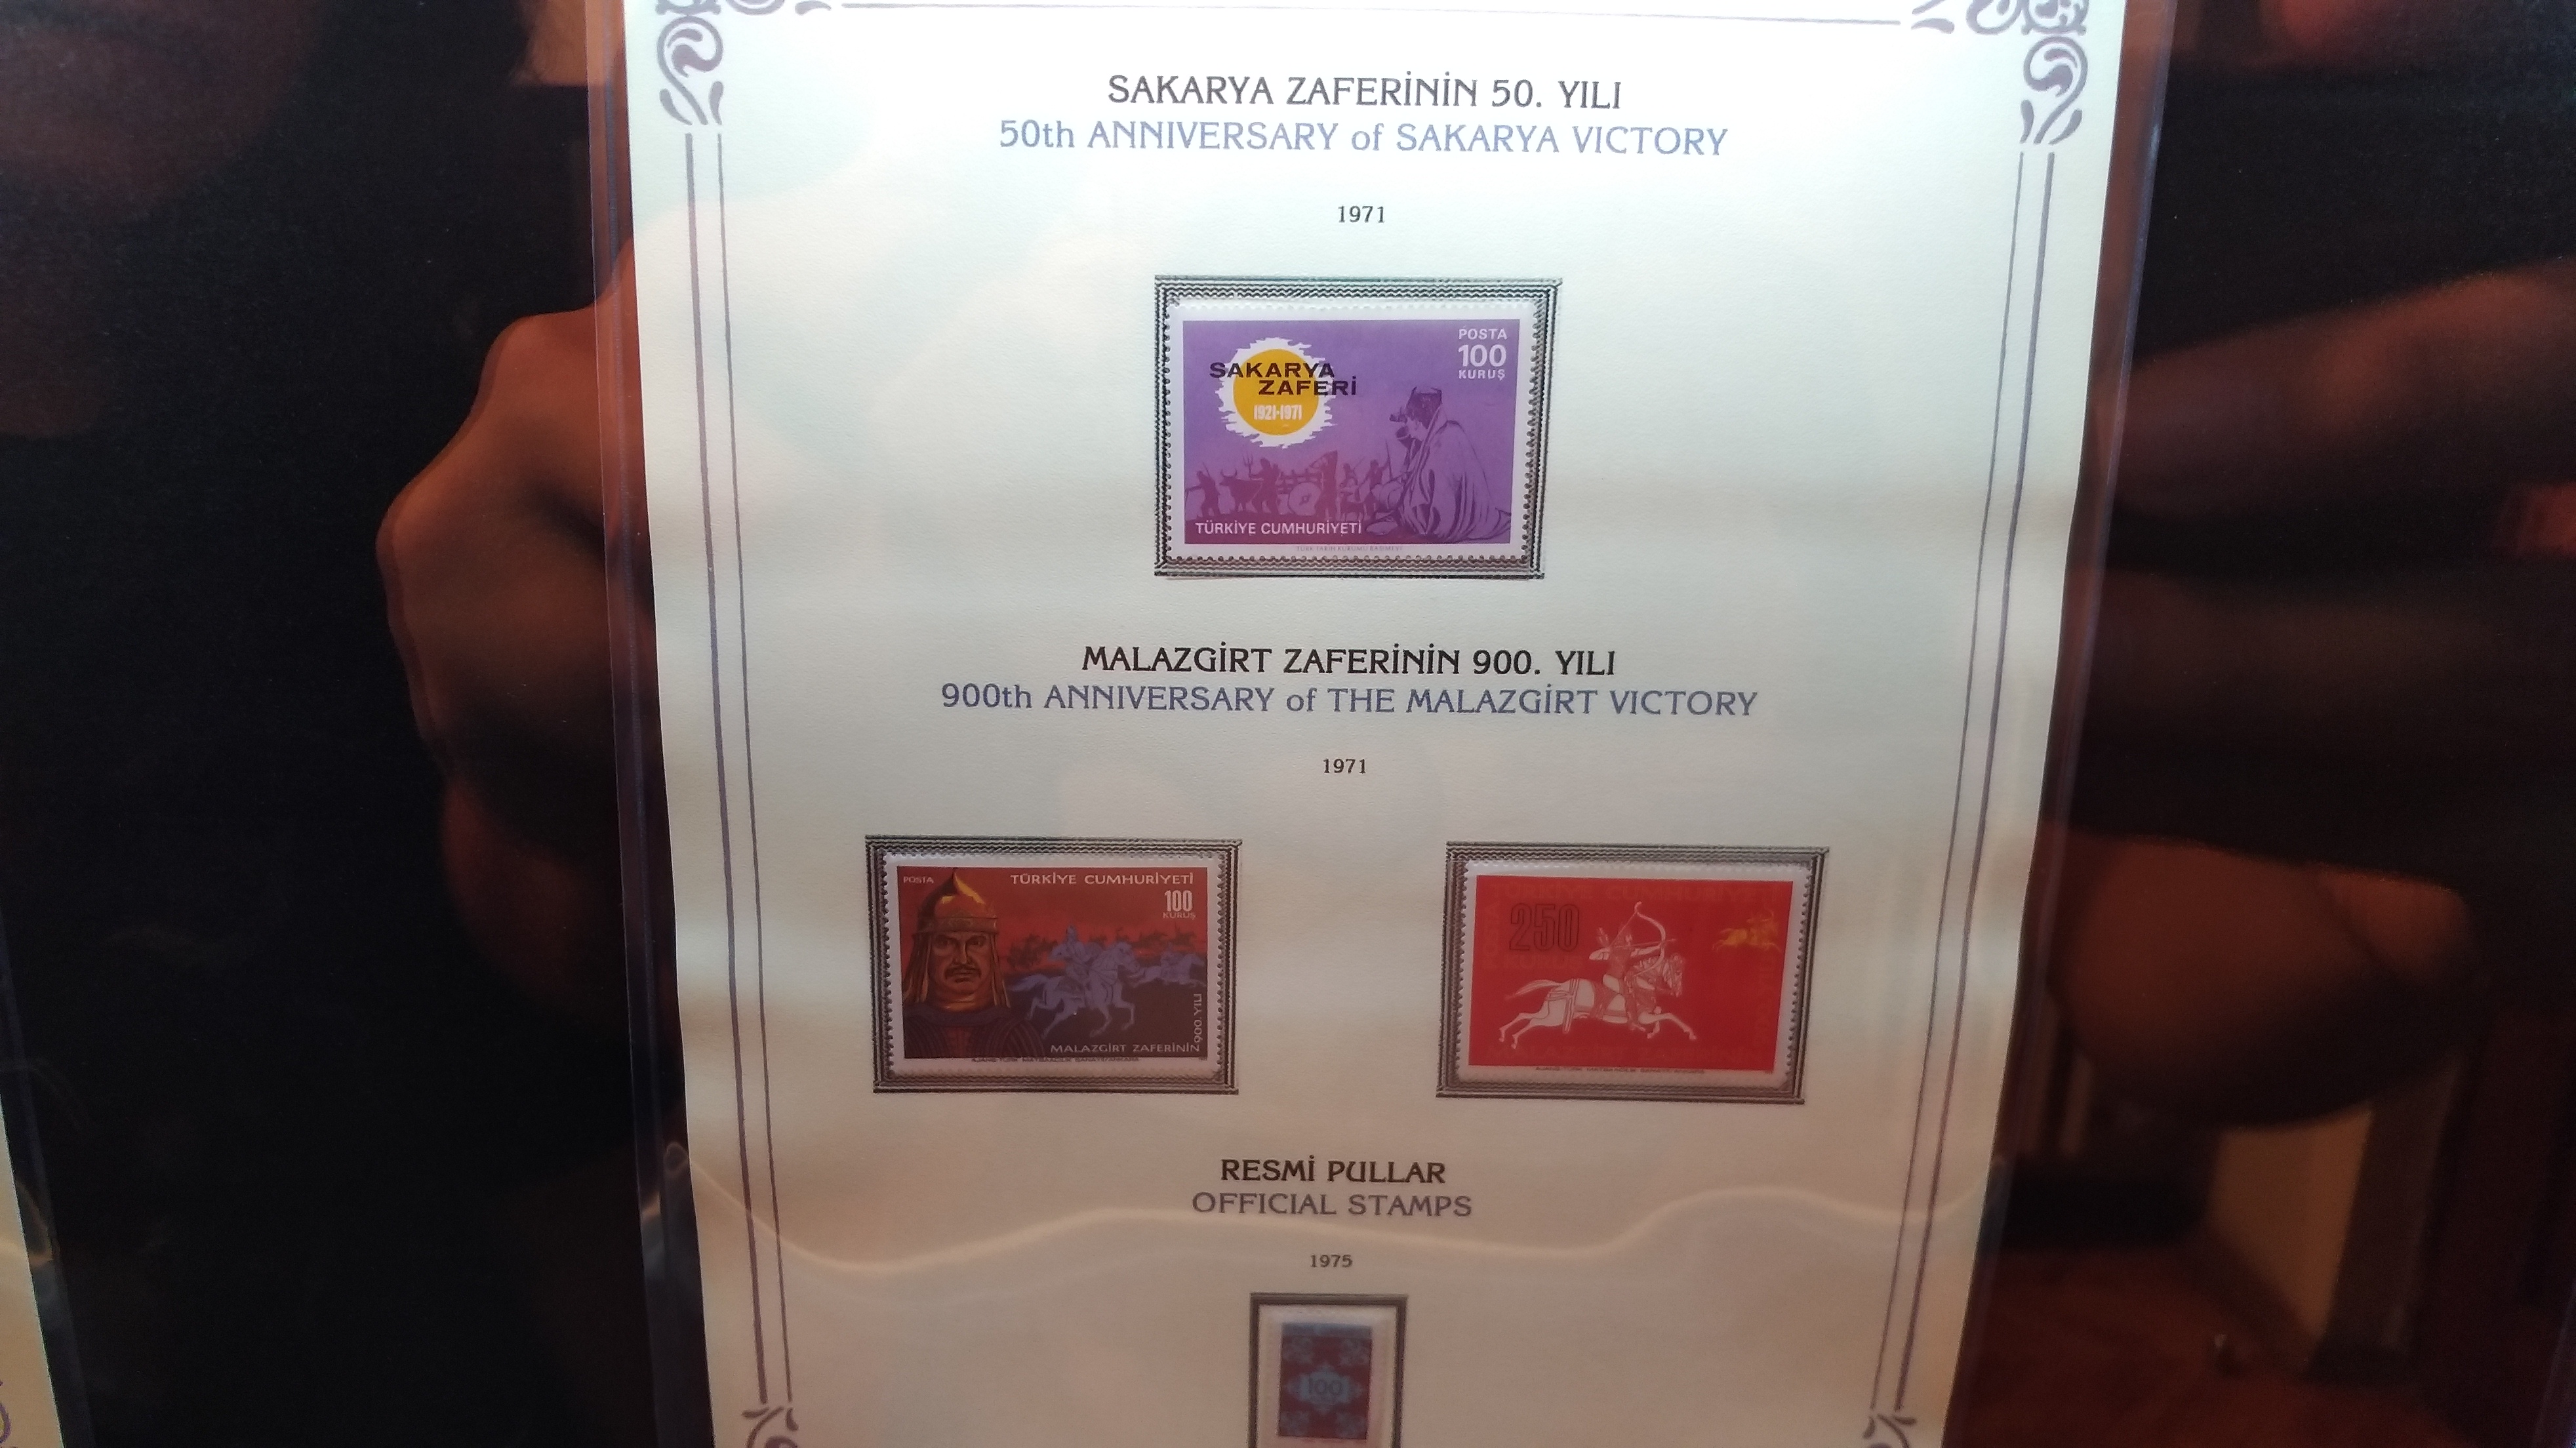 SAKARYA ZAFERİNİN 50. YILI
50th ANNIVERSARY of SAKARYA VICTORY
1971
POSTA
100
KURUŞ
SAKARYA
ZAFERİ
1921-1971
TÜRKİYE CUMHURİYETİ
MALAZGİRT ZAFERİNİN 900. YILI
900th ANNIVERSARY of THE MALAZGİRT VICTORY
1971
POSTA
TÜRKİYE CUMHURİYETİ
100
KURUŞ
MALAZGİRT ZAFERİNİN
900. YILI
250
RESMİ PULLAR
OFFICIAL STAMPS
1975
100